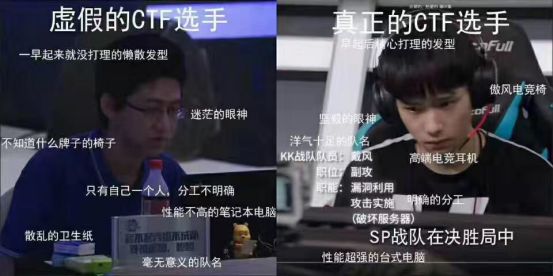 虚假的CTF选手
一早起来就没打理的懒散发型
迷茫的眼神
不知道什么牌子的椅子
只有自己一个人，分工不明确
性能不高的笔记本电脑
散乱的卫生纸
毫无意义的队名
真正的CTF选手
早起后精心打理的发型
傲风电竞椅
坚毅的眼神
洋气十足的队名
KK战队队员：戴风
职位：副攻
职能：漏洞利用
攻击实施
(破坏服务器）
高端电竞耳机
明确的分工
SP战队在决胜局中
性能超强的台式电脑